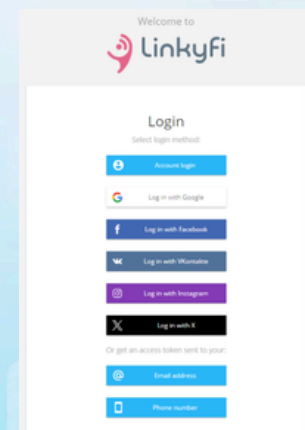 Welcome to
Linkyfi
Login
Select login method:
Account login
Log in with Google
Log in with Facebook
Log in with VKontakte
Log in with Instagram
Log in with X
Or get an access token sent to your:
Email address
Phone number